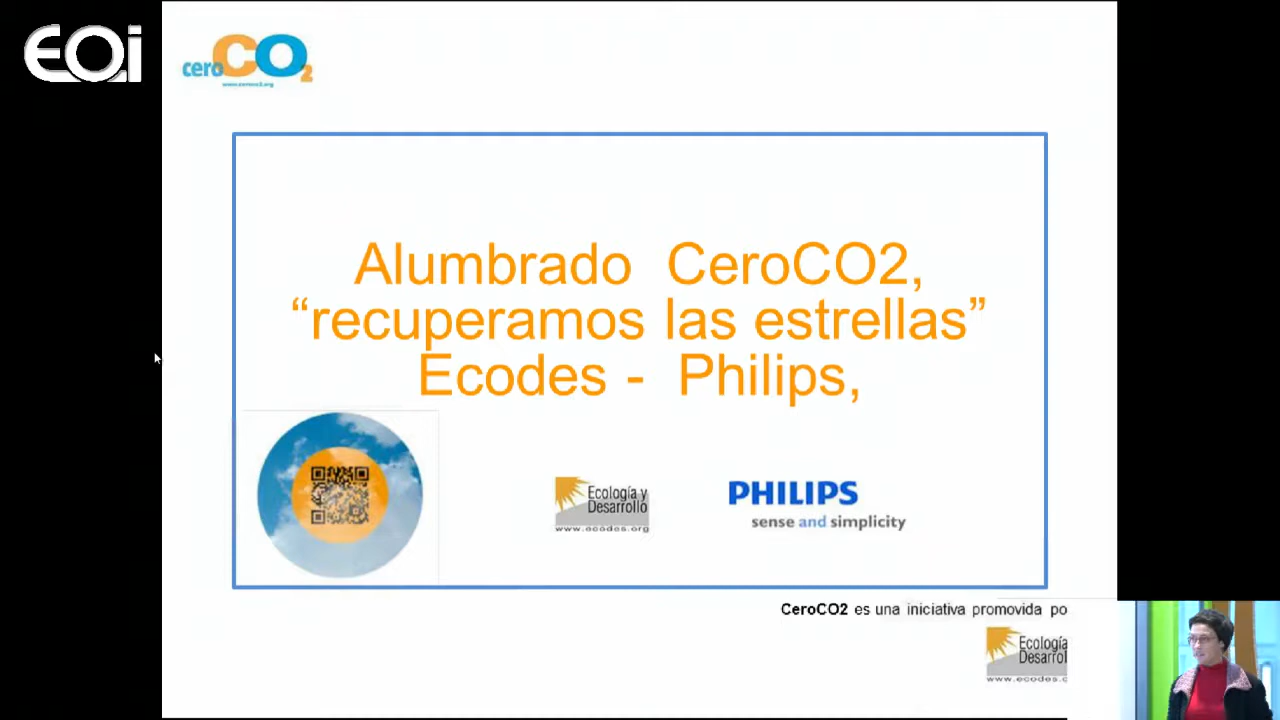 EOi
ceroCO2
www.ceroco2.org
Alumbrado CeroCO2,
“recuperamos las estrellas”
Ecodes - Philips,
Ecología y
Desarrollo
www.ecodes.org
PHILIPS
sense and simplicity
CeroCO2 es una iniciativa promovida po
Ecología
Desarrol
www.ecodes.c